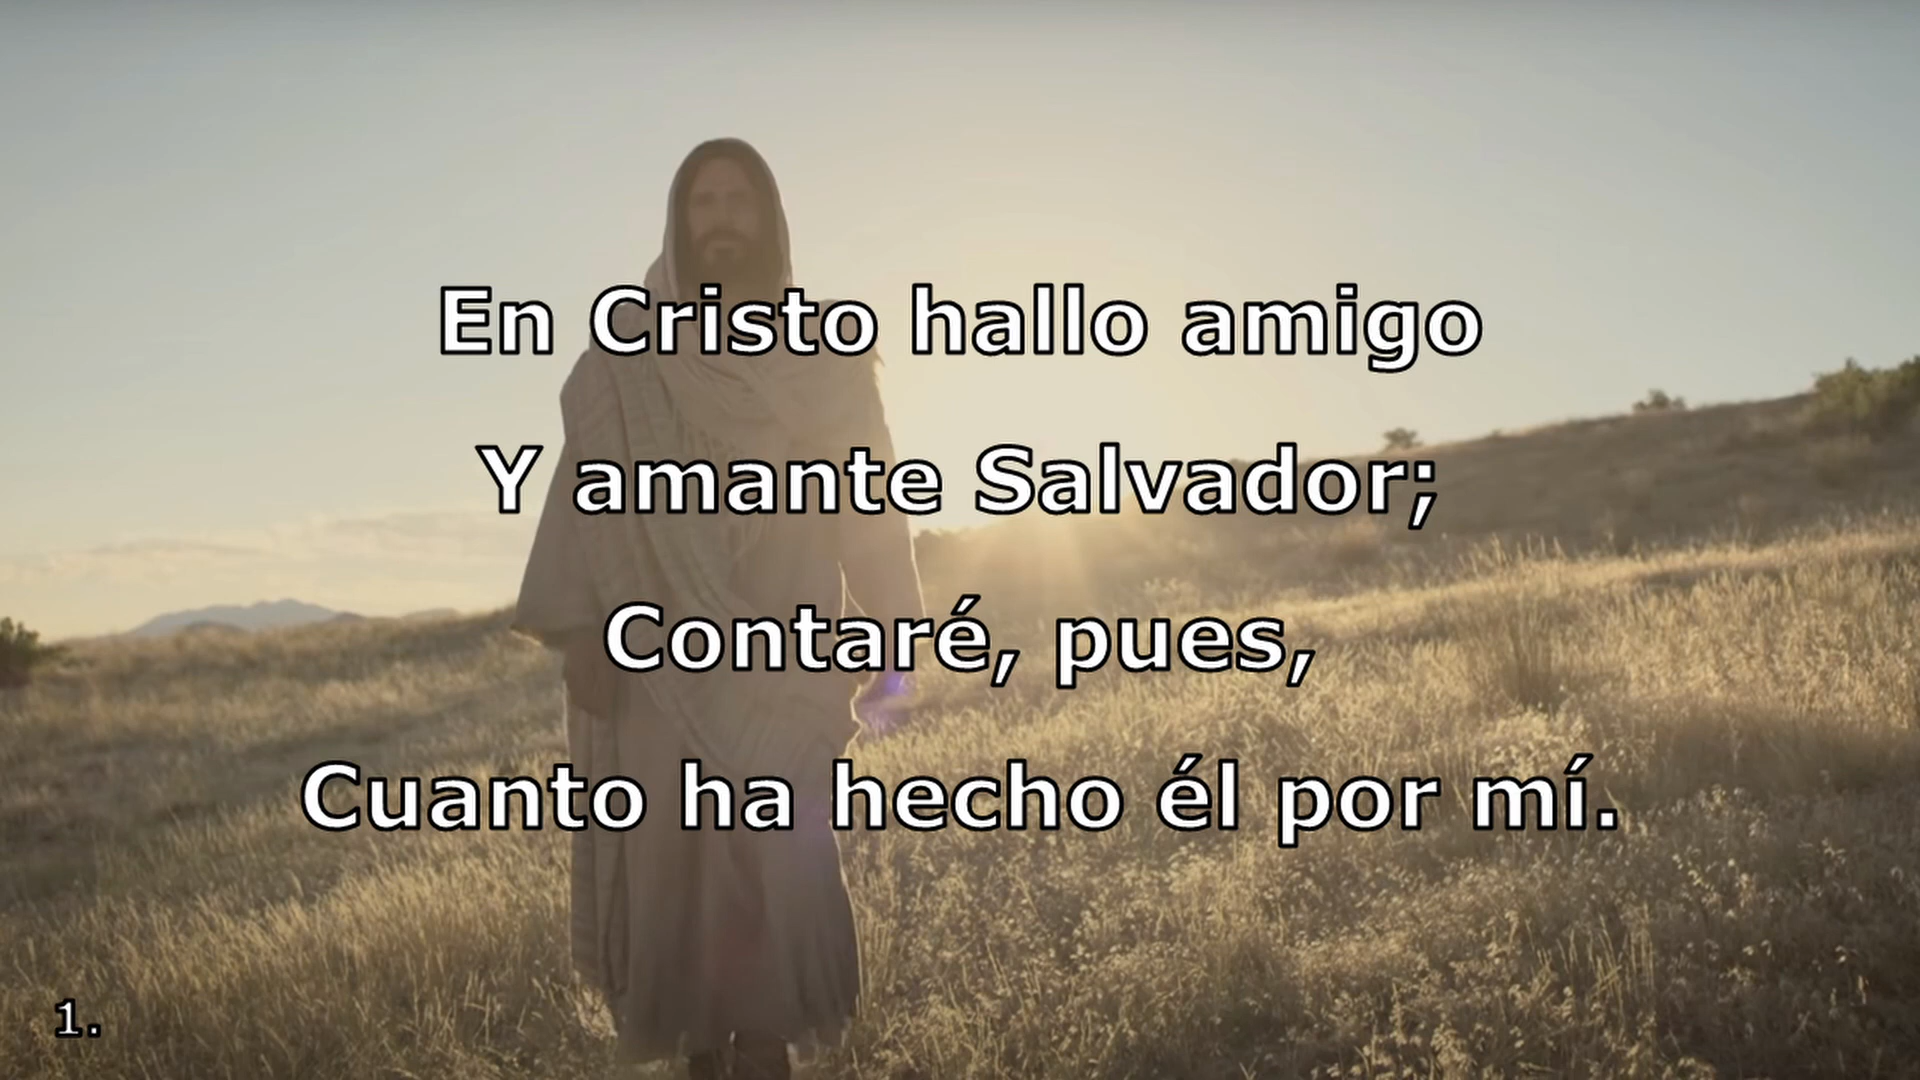 En Cristo hallo amigo
Y amante Salvador;
Contaré, pues,
Cuanto ha hecho él por mí.
1.